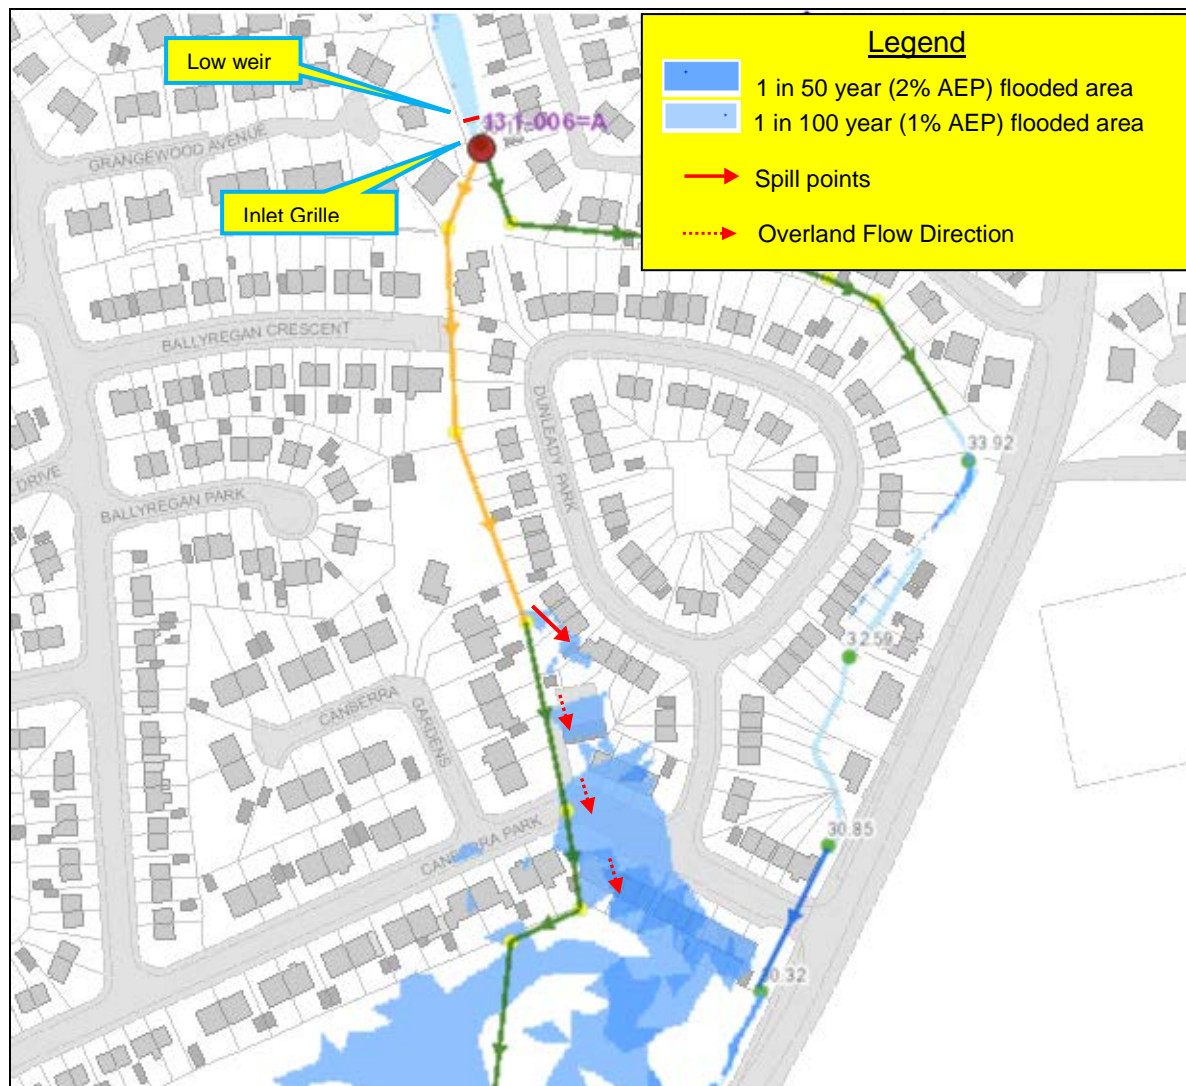 Legend
1 in 50 year (2% AEP) flooded area
1 in 100 year (1% AEP) flooded area
Spill points
Overland Flow Direction
Low weir
131-006=A
Inlet Grille
GRANGEWOOD AVENUE
BALLYREGAN CRESCENT
DUNLEADY PARK
DRIVE
BALLYREGAN PARK
33.92
32.59
CANBERRA
GARDENS
CANBERRA PARK
30.85
30.32